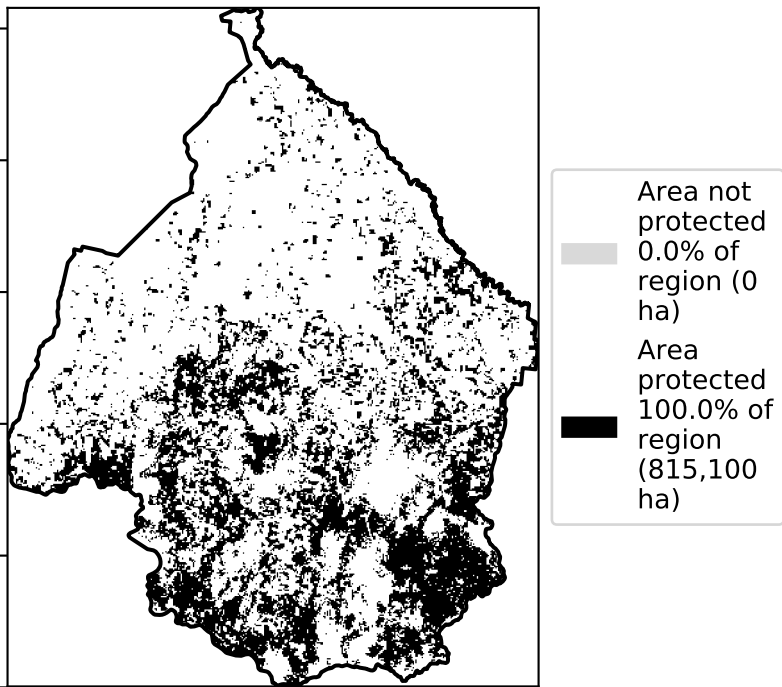 Area not
protected
0.0% of
region (0
ha)
Area
protected
100.0% of
region
(815,100
ha)